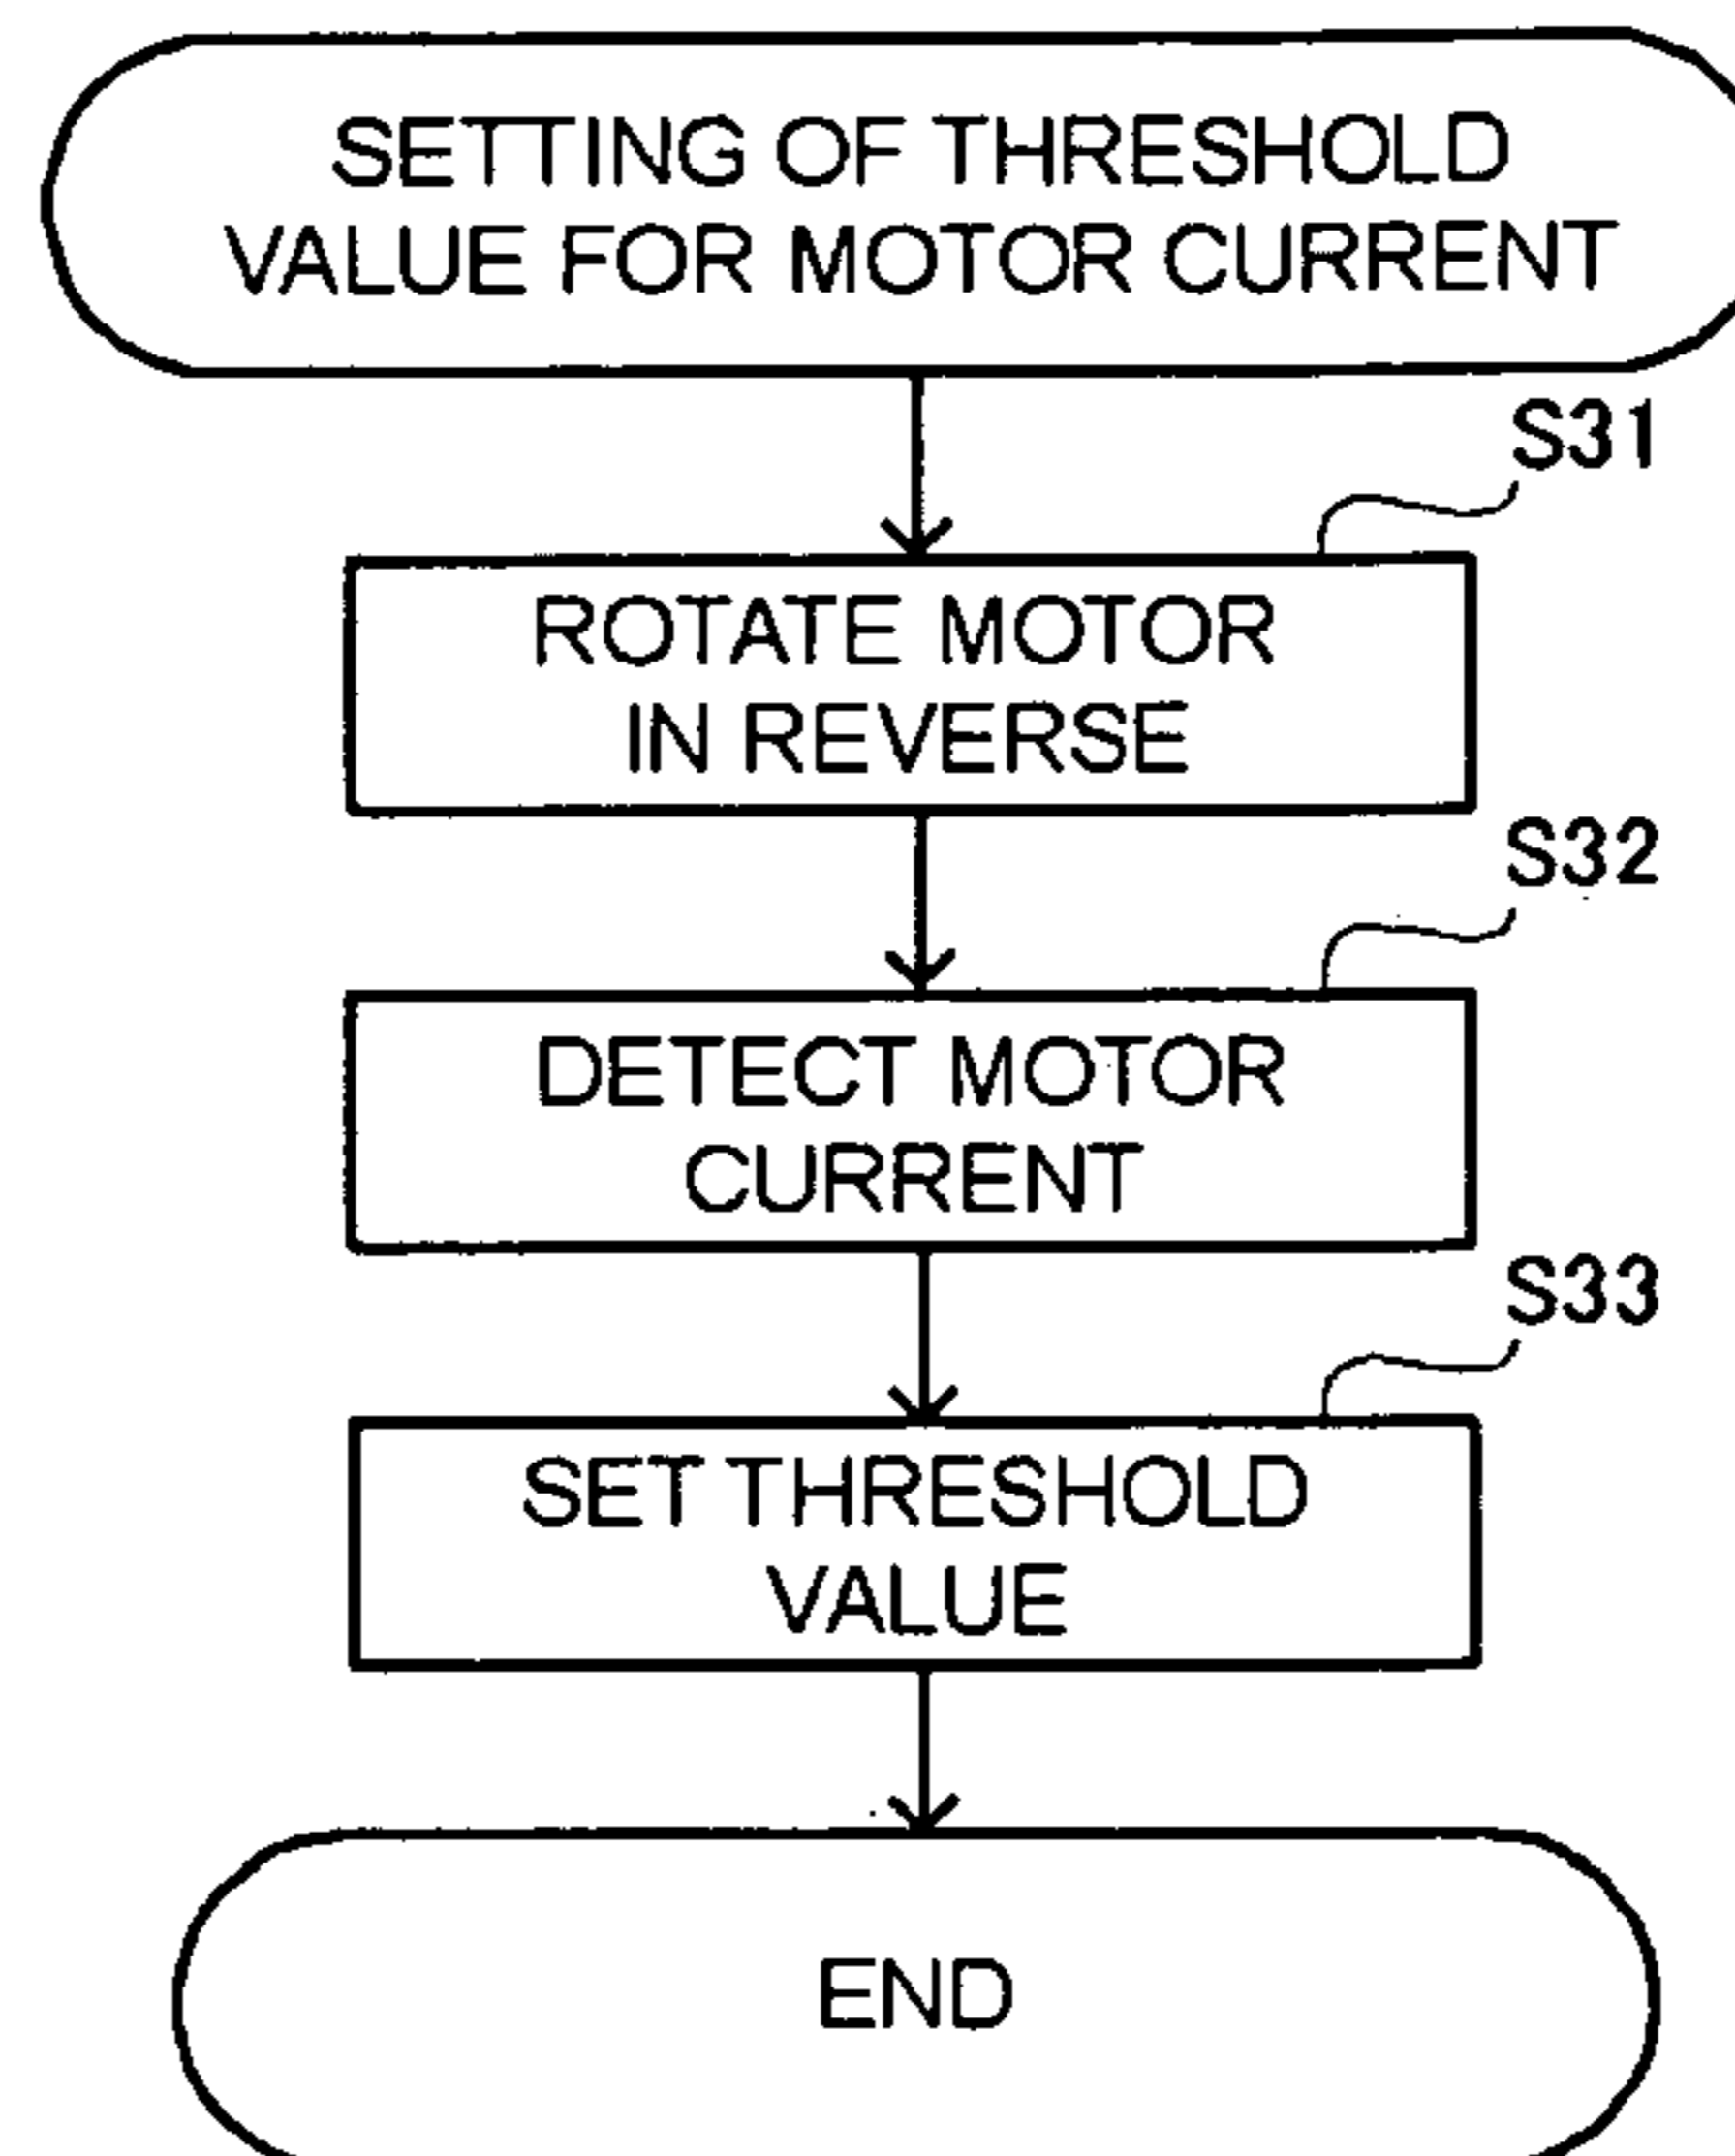 SETTING OF THRESHOLD
VALUE FOR MOTOR CURRENT
S31
ROTATE MOTOR
IN REVERSE
S32
DETECT MOTOR
CURRENT
S33
SET THRESHOLD
VALUE
END